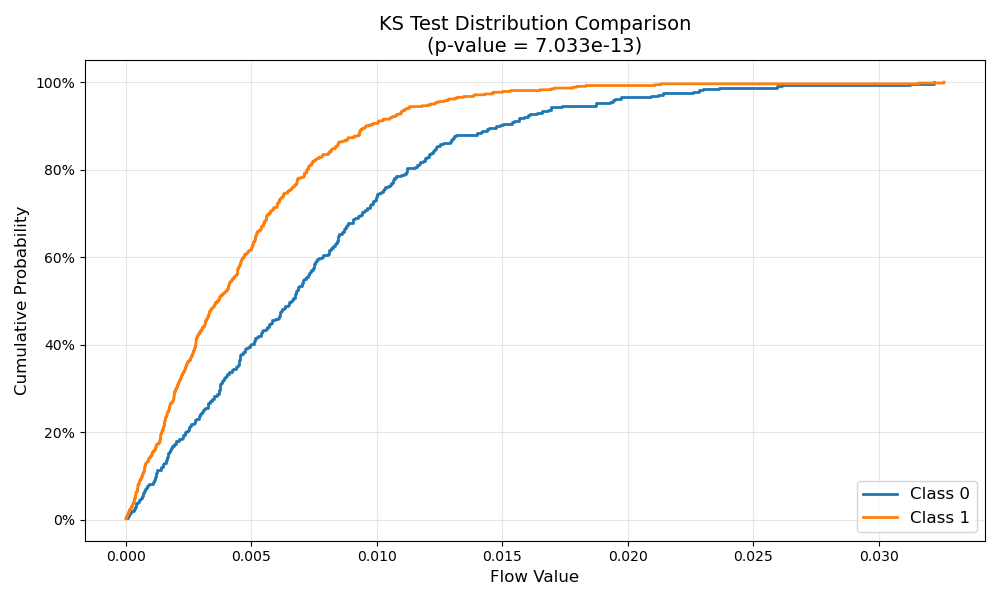 KS Test Distribution Comparison
(p-value = 7.033e-13)
100%
80%
60%
40%
20%
0%
Cumulative Probability
0.000
0.005
0.010
0.015
0.020
0.025
0.030
Flow Value
Class 0
Class 1